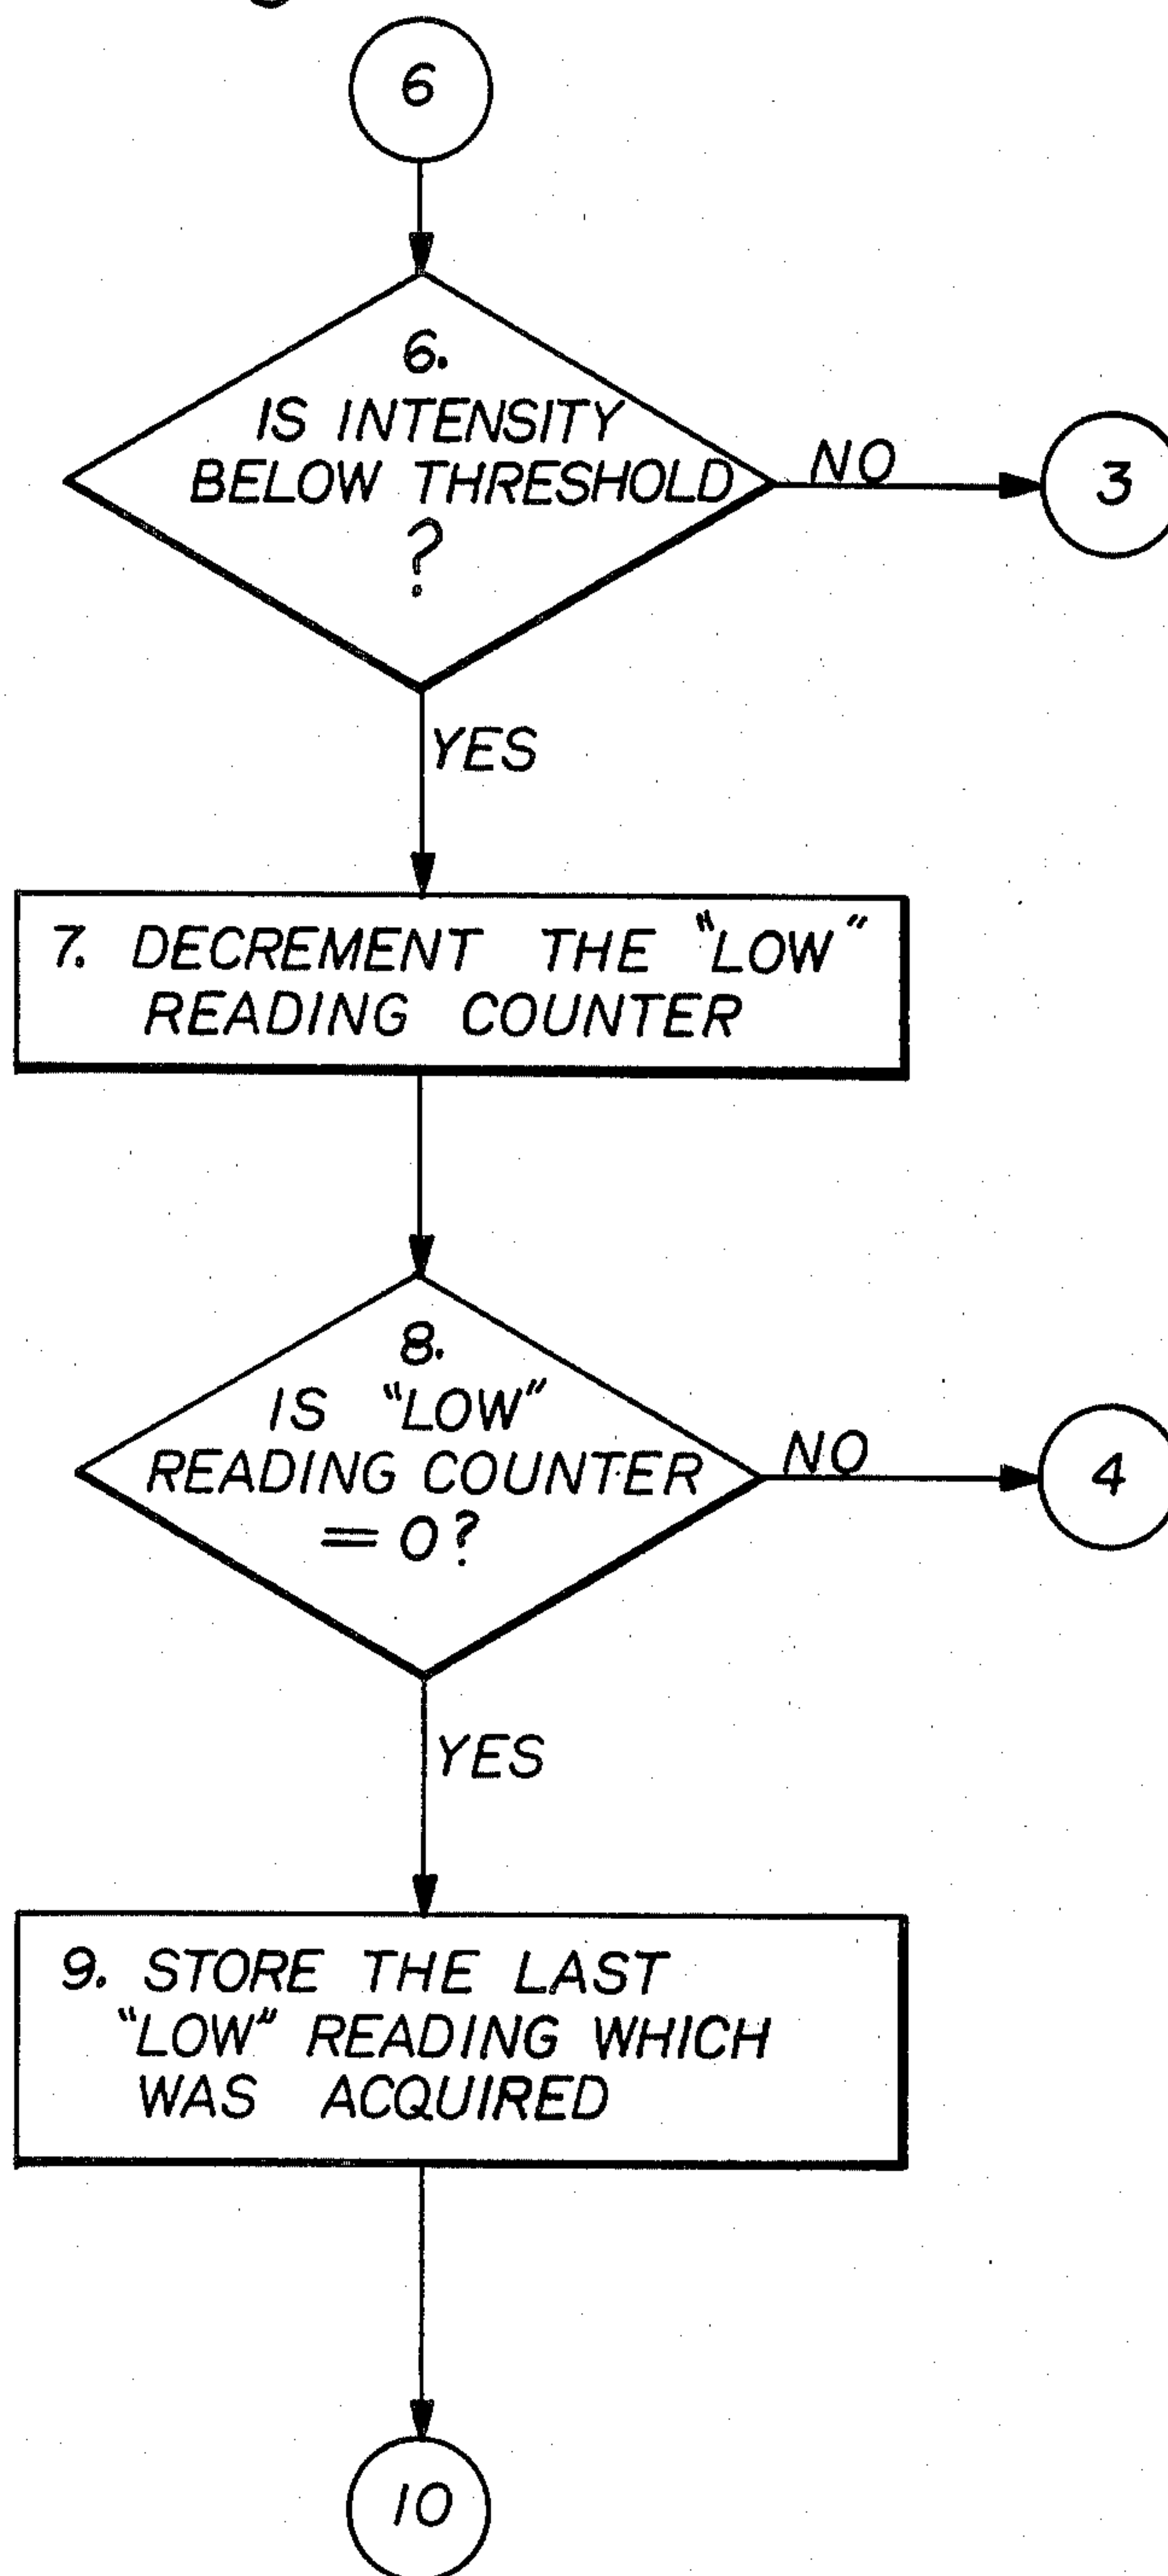 6
6.
IS INTENSITY
BELOW THRESHOLD
?
NO
3
YES
7. DECREMENT THE "LOW"
READING COUNTER
8.
IS "LOW"
READING COUNTER
= 0?
NO
4
YES
9. STORE THE LAST
"LOW" READING WHICH
WAS ACQUIRED
10